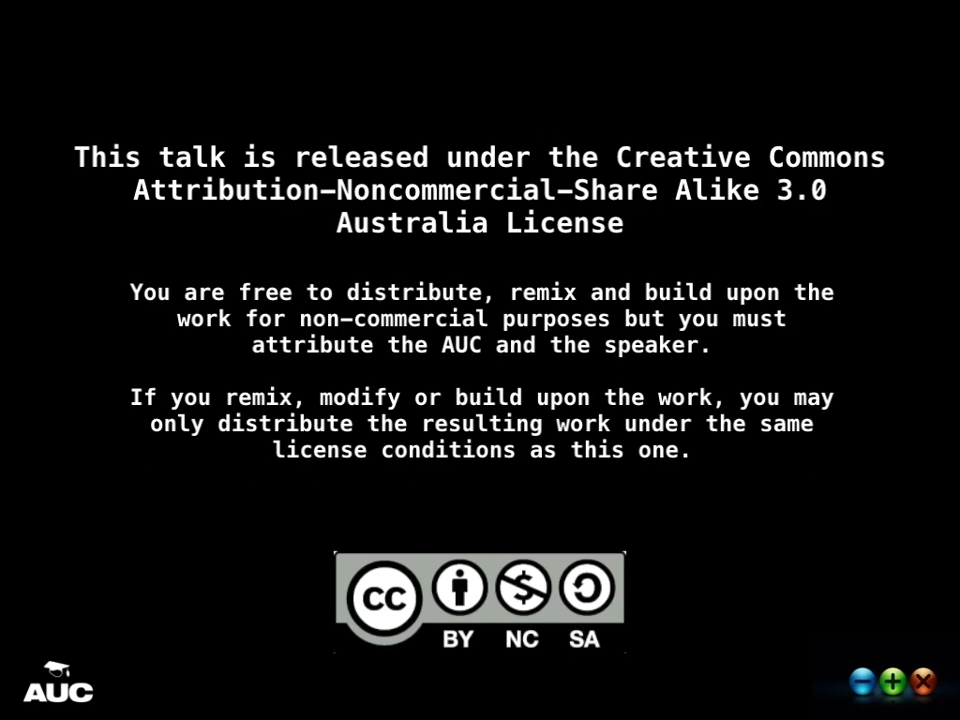 This talk is released under the Creative Commons
Attribution-Noncommercial-Share Alike 3.0
Australia License
You are free to distribute, remix and build upon the
work for non-commercial purposes but you must
attribute the AUC and the speaker.
If you remix, modify or build upon the work, you may
only distribute the resulting work under the same
license conditions as this one.
CC
BY NC SA
AUC